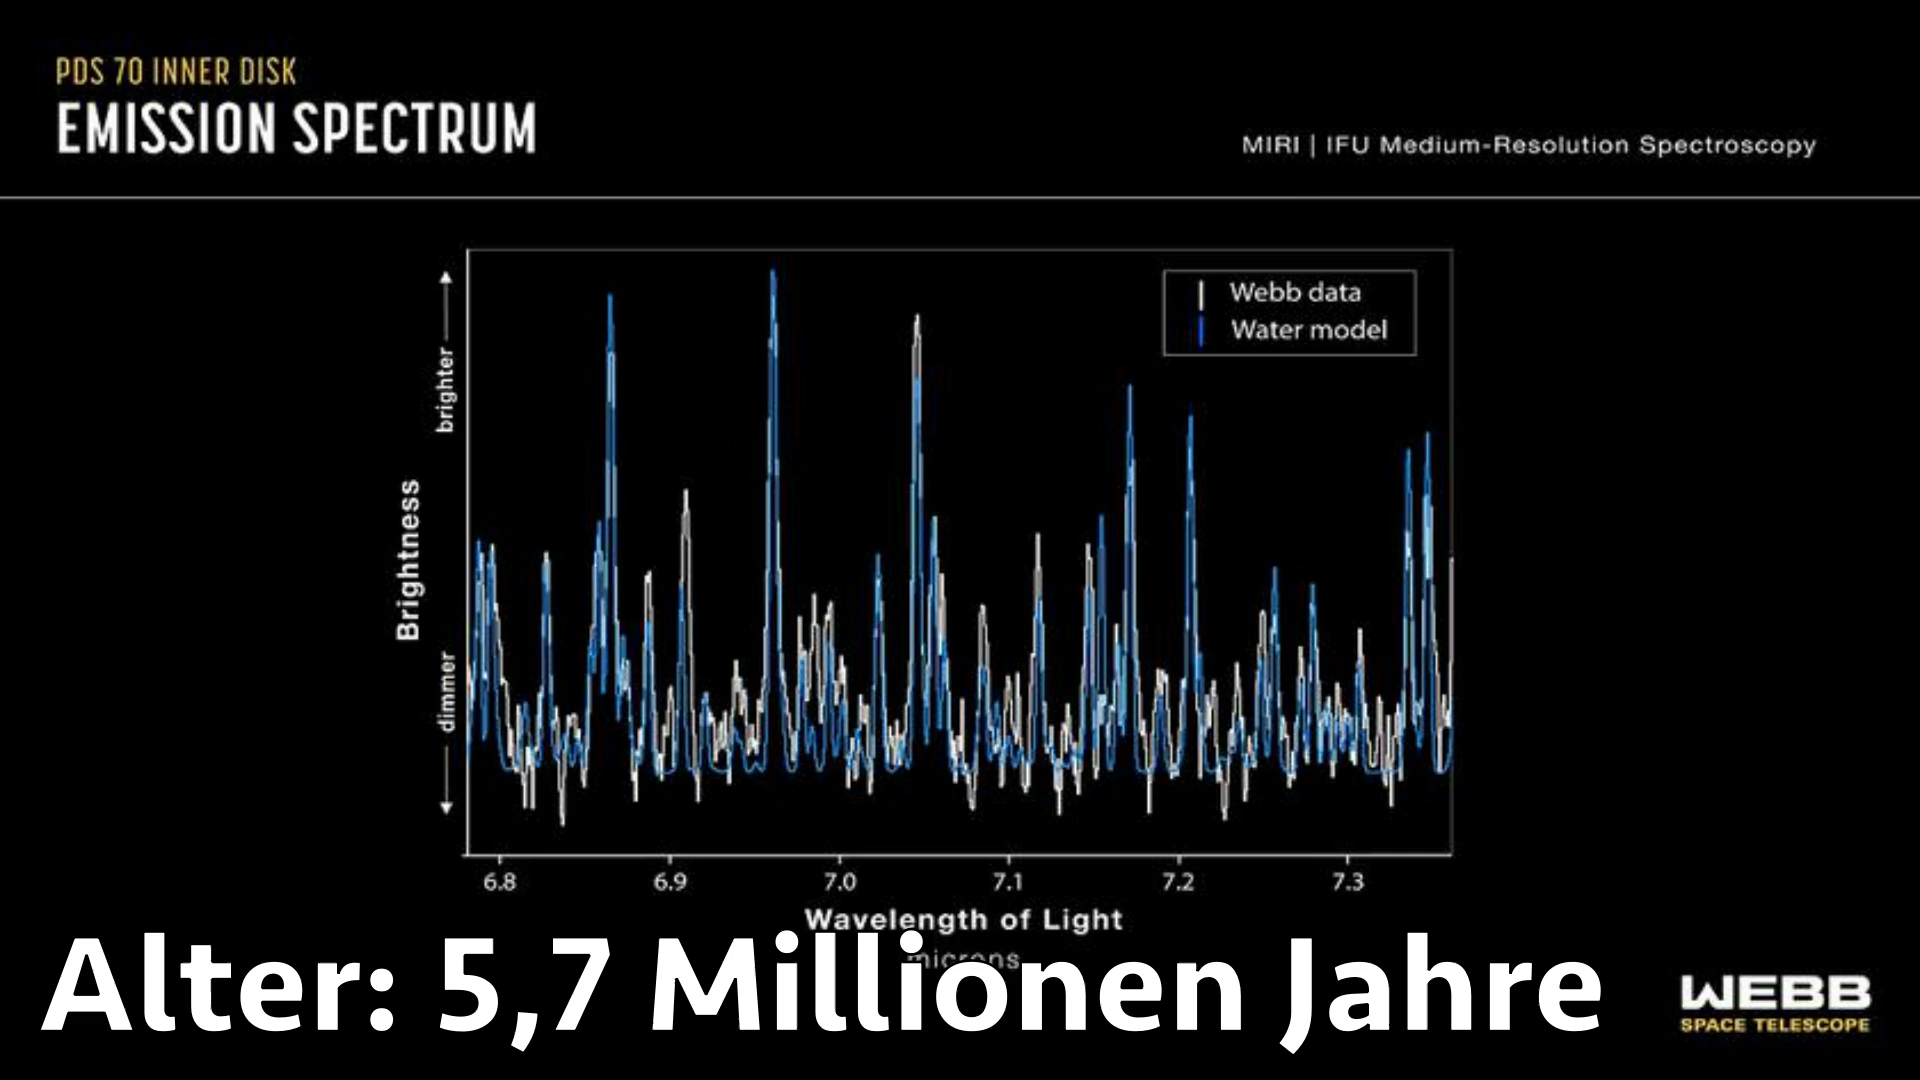 PDS 70 INNER DISK
EMISSION SPECTRUM
MIRI | IFU Medium-Resolution Spectroscopy
Webb data
Water model
brighter
Brightness
dimmer
6.8 6.9 7.0 7.1 7.2 7.3
Wavelength of Light
microns
Alter: 5,7 Millionen Jahre
WEBB
SPACE TELESCOPE